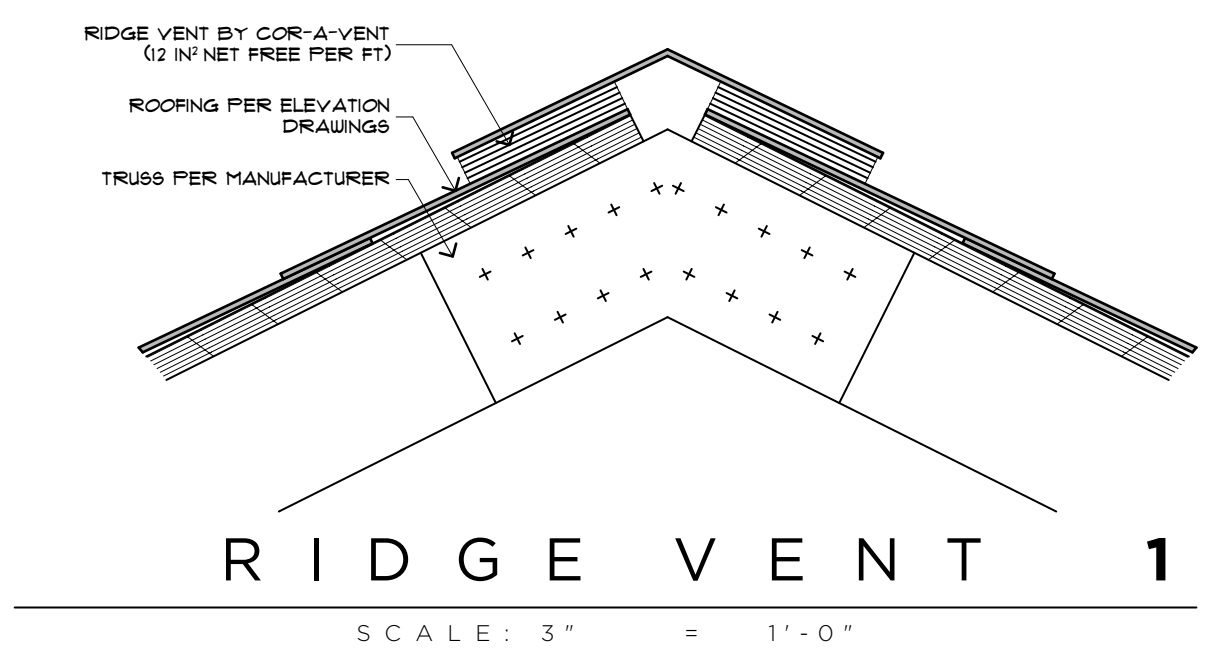 RIDGE VENT BY COR-A-VENT
(12 IN² NET FREE PER FT)
ROOFING PER ELEVATION
DRAWINGS
TRUSS PER MANUFACTURER
RIDGE VENT 1
SCALE: 3" = 1'-0"